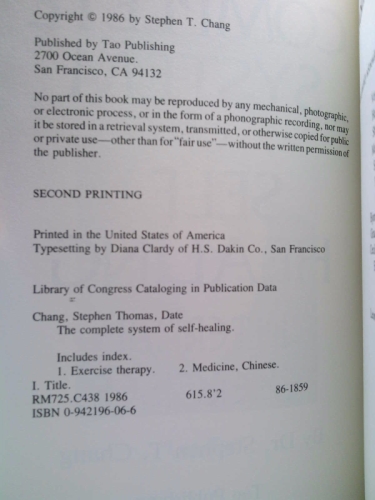 Copyright © 1986 by Stephen T. Chang
Published by Tao Publishing
2700 Ocean Avenue.
San Francisco, CA 94132
No part of this book may be reproduced by any mechanical, photographic,
or electronic process, or in the form of a phonographic recording, nor may
it be stored in a retrieval system, transmitted, or otherwise copied for public
or private use—other than for "fair use"—without the written permission of
the publisher.
SECOND PRINTING
Printed in the United States of America
Typesetting by Diana Clardy of H.S. Dakin Co., San Francisco
Library of Congress Cataloging in Publication Data
Chang, Stephen Thomas, Date
The complete system of self-healing.
Includes index.
1. Exercise therapy. 2. Medicine, Chinese.
I. Title.
RM725.C438 1986 615.8'2 86-1859
ISBN 0-942196-06-6